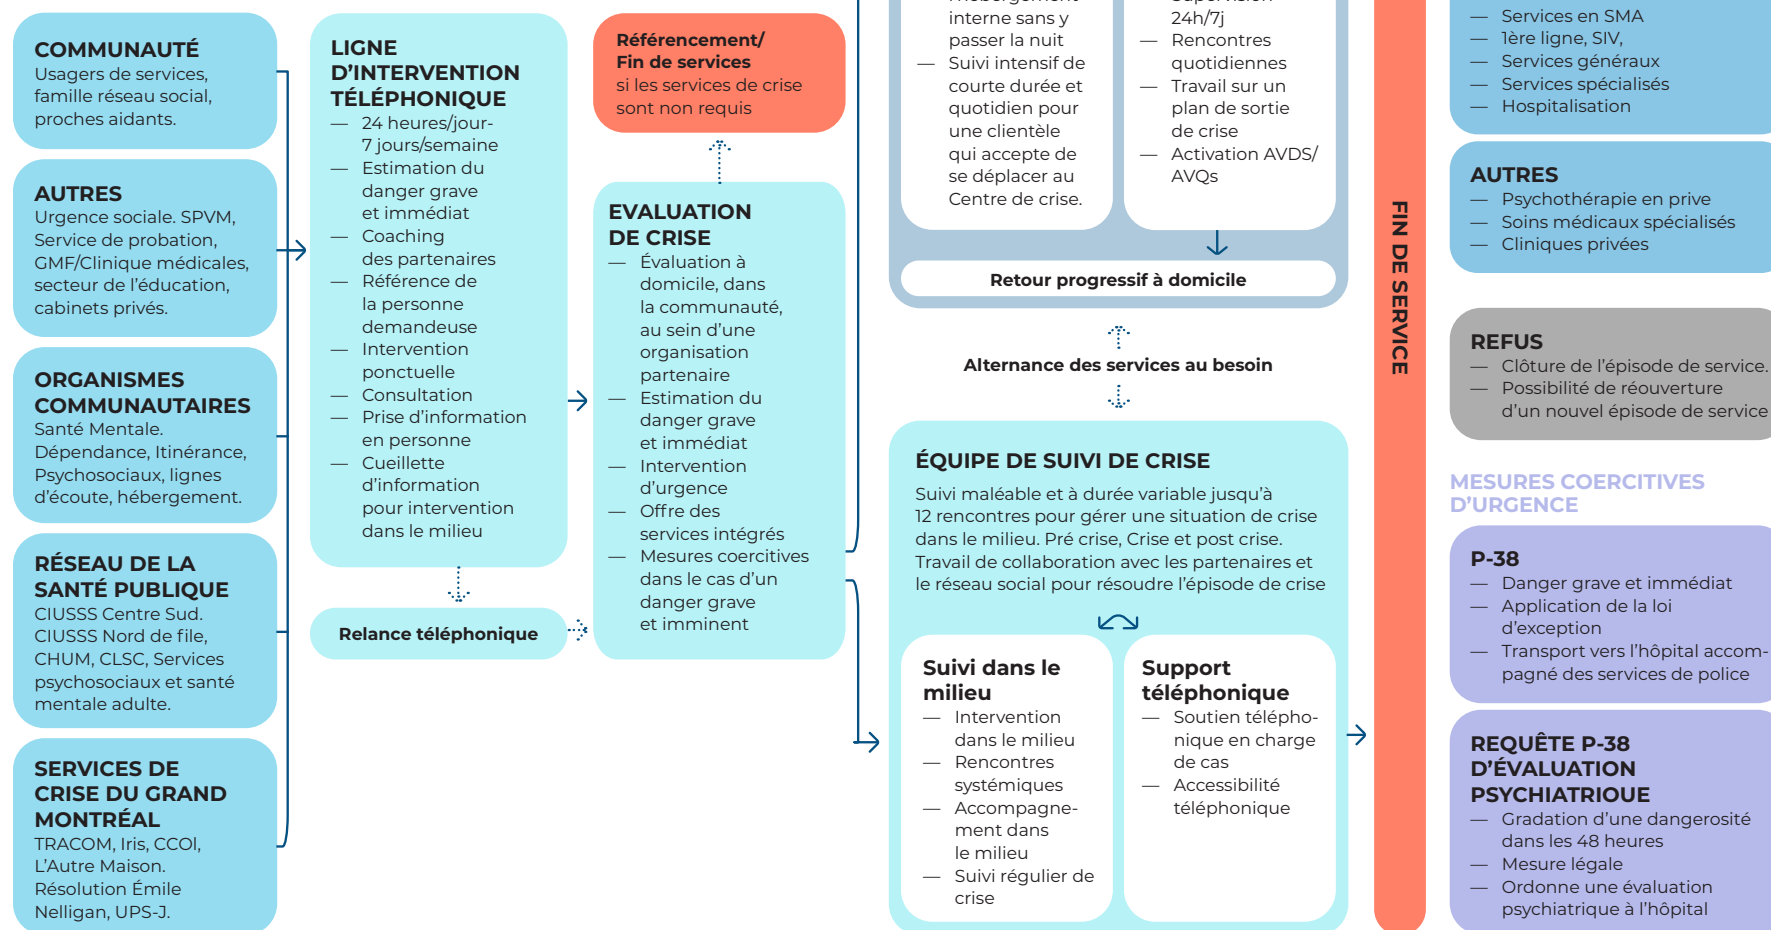 COMMUNAUTÉ
Usagers de services,
famille réseau social,
proches aidants.
AUTRES
Urgence sociale. SPVM,
Service de probation,
GMF/Clinique médicales,
secteur de l'éducation,
cabinets privés.
ORGANISMES
COMMUNAUTAIRES
Santé Mentale.
Dépendance, Itinérance,
Psychosociaux, lignes
d'écoute, hébergement.
RÉSEAU DE LA
SANTÉ PUBLIQUE
CIUSSS Centre Sud.
CIUSSS Nord de file,
CHUM, CLSC, Services
psychosociaux et santé
mentale adulte.
SERVICES DE
CRISE DU GRAND
MONTRÉAL
TRACOM, Iris, CCOl,
L'Autre Maison.
Résolution Émile
Nelligan, UPS-J.
LIGNE
D'INTERVENTION
TÉLÉPHONIQUE
— 24 heures/jour-
7 jours/semaine
— Estimation du
danger grave
et immédiat
— Coaching
des partenaires
— Référence de
la personne
demandeuse
— Intervention
ponctuelle
— Consultation
— Prise d'information
en personne
— Cueillette
d'information
pour intervention
dans le milieu
Relance téléphonique
Référencement/
Fin de services
si les services de crise
sont non requis
EVALUATION
DE CRISE
— Évaluation à
domicile, dans
la communauté,
au sein d'une
organisation
partenaire
— Estimation du
danger grave
et immédiat
— Intervention
d'urgence
— Offre des
services intégrés
— Mesures coercitives
dans le cas d'un
danger grave
et imminent
l'hébergement
interne sans y
passer la nuit
— Suivi intensif de
courte durée et
quotidien pour
une clientèle
qui accepte de
se déplacer au
Centre de crise.
Supervision
24h/7j
— Rencontres
quotidiennes
— Travail sur un
plan de sortie
de crise
— Activation AVDS/
AVQs
Retour progressif à domicile
Alternance des services au besoin
ÉQUIPE DE SUIVI DE CRISE
Suivi maléable et à durée variable jusqu'à
12 rencontres pour gérer une situation de crise
dans le milieu. Pré crise, Crise et post crise.
Travail de collaboration avec les partenaires et
le réseau social pour résoudre l'épisode de crise
Suivi dans le
milieu
— Intervention
dans le milieu
— Rencontres
systémiques
— Accompagne-
ment dans
le milieu
— Suivi régulier de
crise
Support
téléphonique
— Soutien télépho-
nique en charge
de cas
— Accessibilité
téléphonique
FIN DE SERVICE
— Services en SMA
— 1ère ligne, SIV,
— Services généraux
— Services spécialisés
— Hospitalisation
AUTRES
— Psychothérapie en prive
— Soins médicaux spécialisés
— Cliniques privées
REFUS
— Clôture de l'épisode de service.
— Possibilité de réouverture
d'un nouvel épisode de service
MESURES COERCITIVES
D'URGENCE
P-38
— Danger grave et immédiat
— Application de la loi
d'exception
— Transport vers l'hôpital accom-
pagné des services de police
REQUÊTE P-38
D'ÉVALUATION
PSYCHIATRIQUE
— Gradation d'une dangerosité
dans les 48 heures
— Mesure légale
— Ordonne une évaluation
psychiatrique à l'hôpital